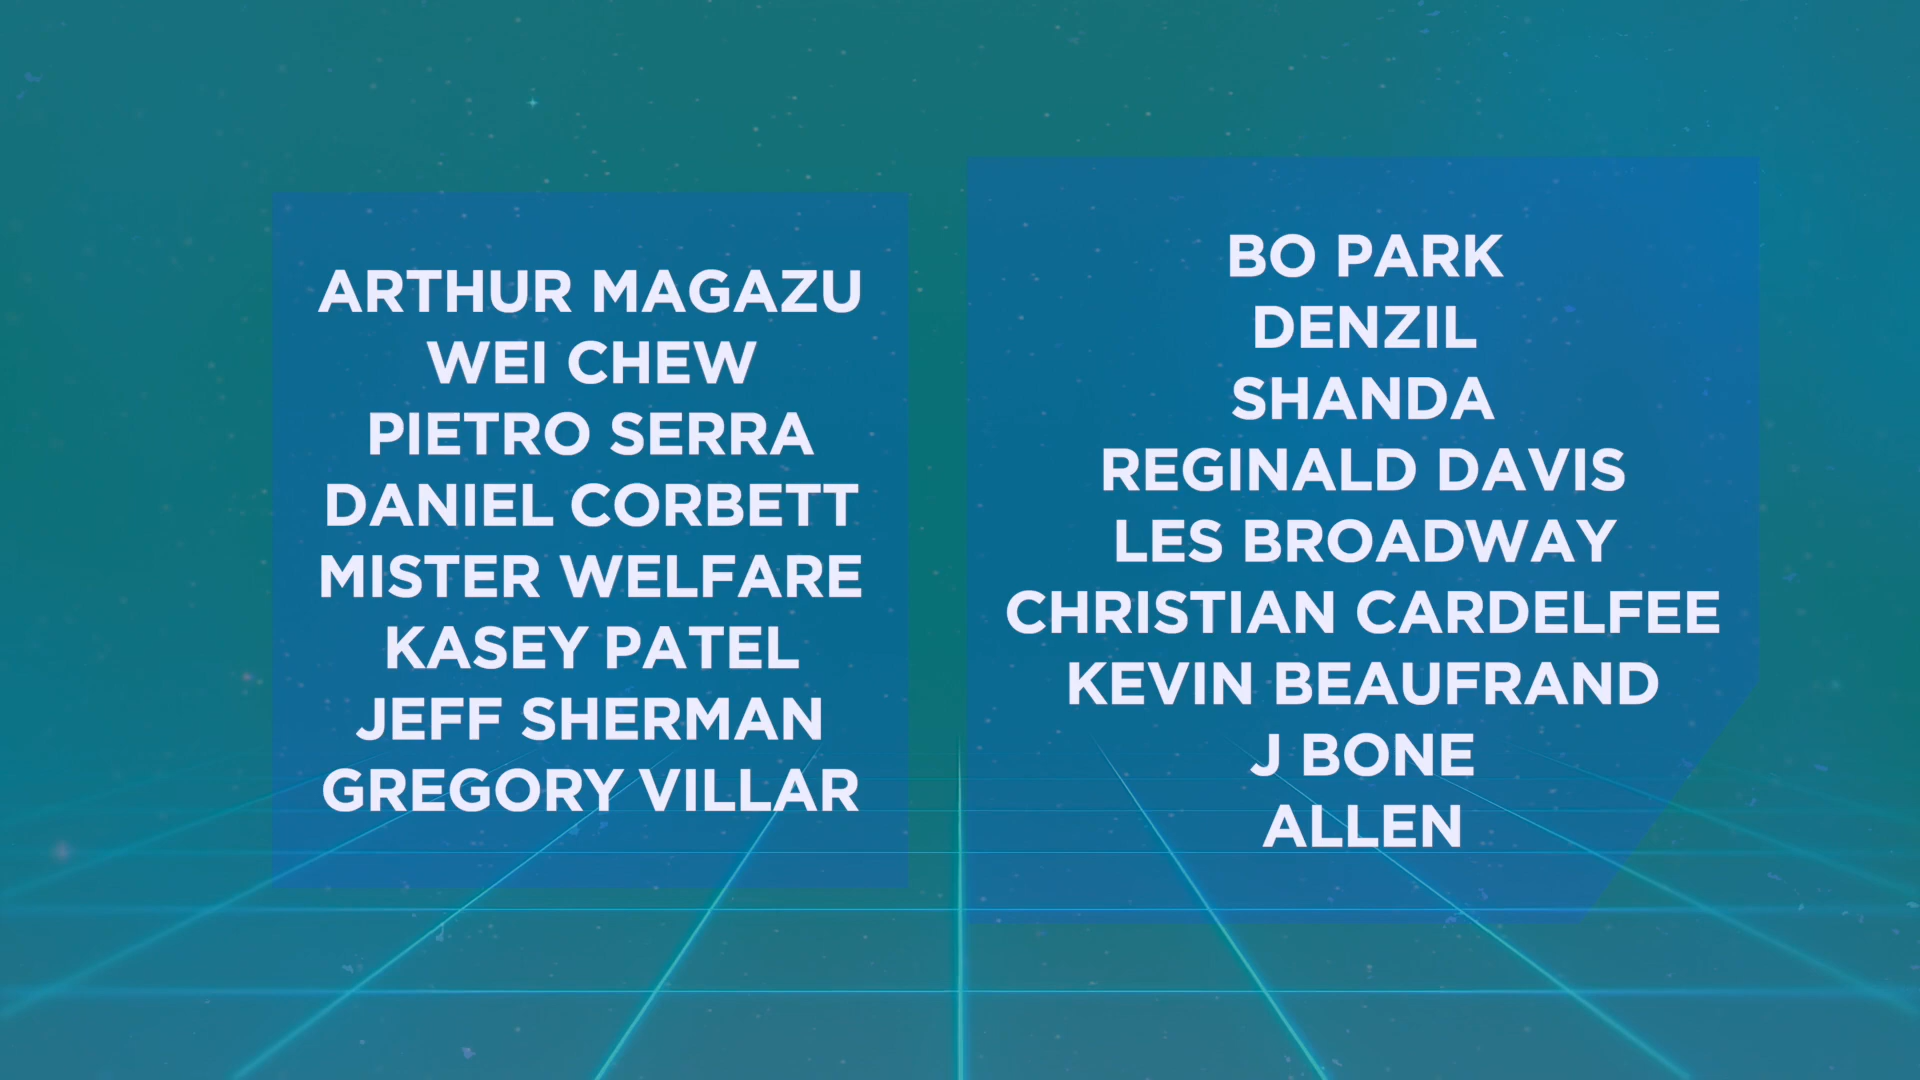 ARTHUR MAGAZU
WEI CHEW
PIETRO SERRA
DANIEL CORBETT
MISTER WELFARE
KASEY PATEL
JEFF SHERMAN
GREGORY VILLAR
BO PARK
DENZIL
SHANDA
REGINALD DAVIS
LES BROADWAY
CHRISTIAN CARDELFEE
KEVIN BEAUFRAND
J BONE
ALLEN